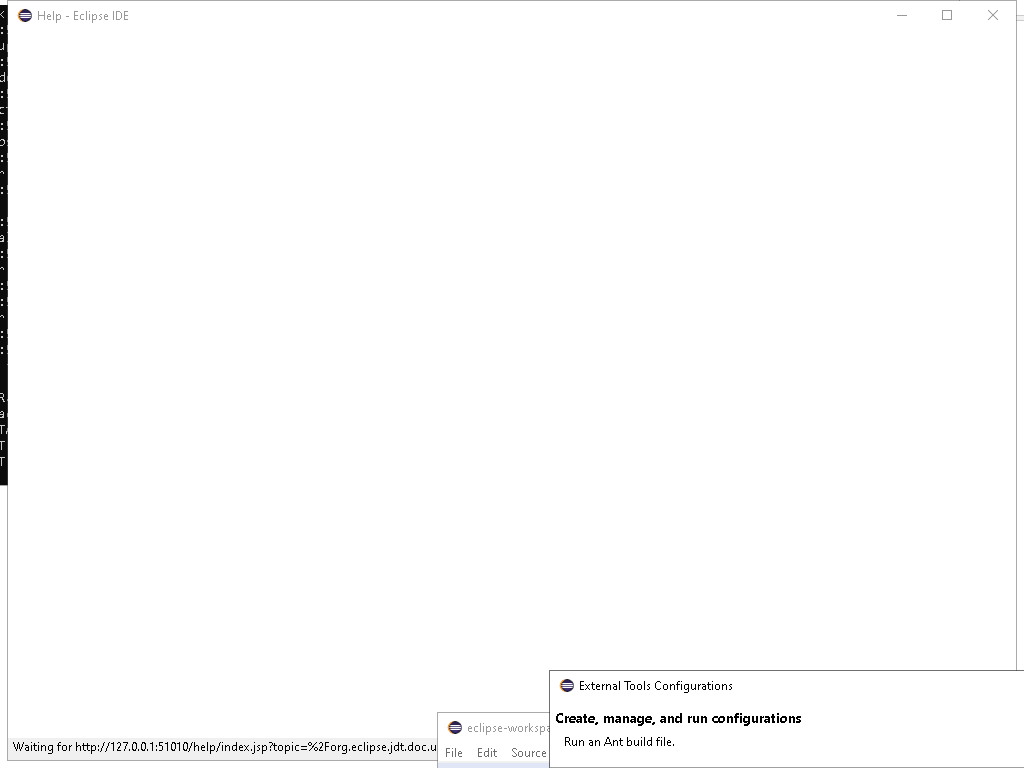 Help - Eclipse IDE
External Tools Configurations
Create, manage, and run configurations
eclipse-workspa
Run an Ant build file.
Waiting for http://127.0.0.1:51010/help/index.jsp?topic=%2Forg.eclipse.jdt.doc.u
File Edit Source